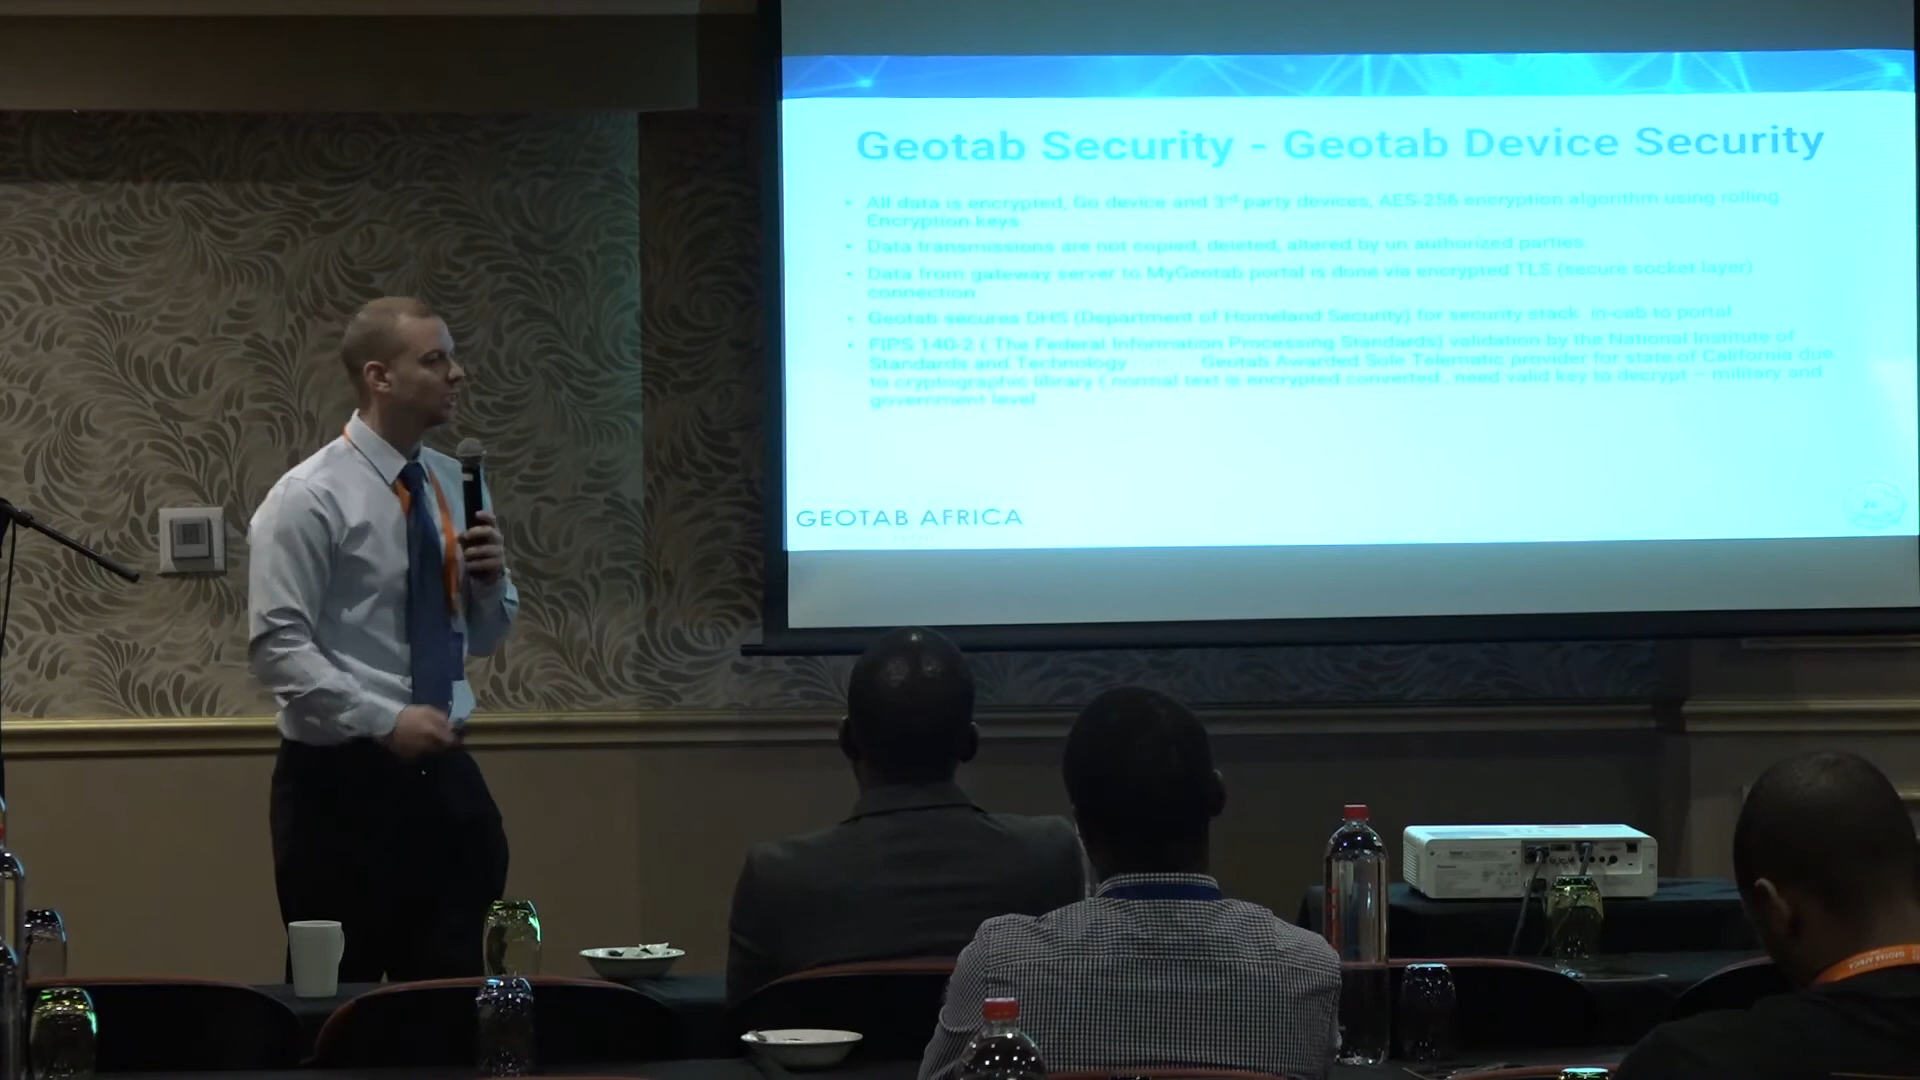 Geotab Security - Geotab Device Security
• All data is encrypted, Go device and 3rd party devices, AES-256 encryption algorithm using rolling
Encryption keys
• Data transmissions are not copied, deleted, altered by un authorized parties
• Data from gateway server to MyGeotab portal is done via encrypted TLS (secure socket layer)
connection
• Geotab secures DHS (Department of Homeland Security) for security stack in-cab to portal
• FIPS 140-2 ( The Federal Information Processing Standards) validation by the National Institute of
Standards and Technology Geotab Awarded Sole Telematic provider for state of California due
to cryptographic library ( normal text is encrypted converted , need valid key to decrypt – military and
government level
GEOTAB AFRICA